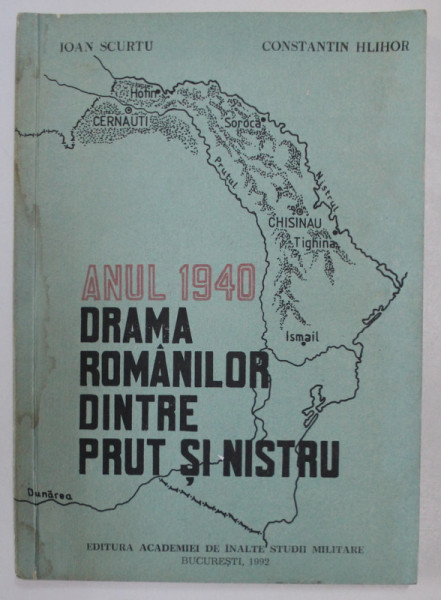 IOAN SCURTU CONSTANTIN HLIHOR
Hotin
CERNAUTI
Soroca
Prutul
Nistrul
CHISINAU
Tighina
ANUL 1940
DRAMA
Ismail
ROMÂNILOR
DINTRE
PRUT ȘI NISTRU
Dunărea
EDITURA ACADEMIEI DE INALTE STUDII MILITARE
BUCUREȘTI, 1992